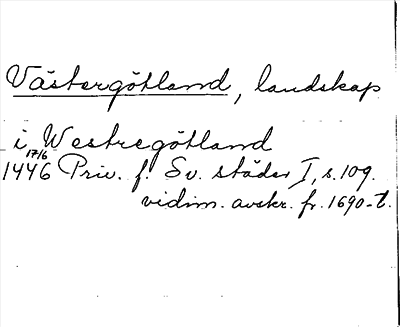 Västergötland, landskap
i Westregötland
17/6
1446 Priv. f. Sv. städer I, s. 109.
vidim. avskr. fr. 1690-t.